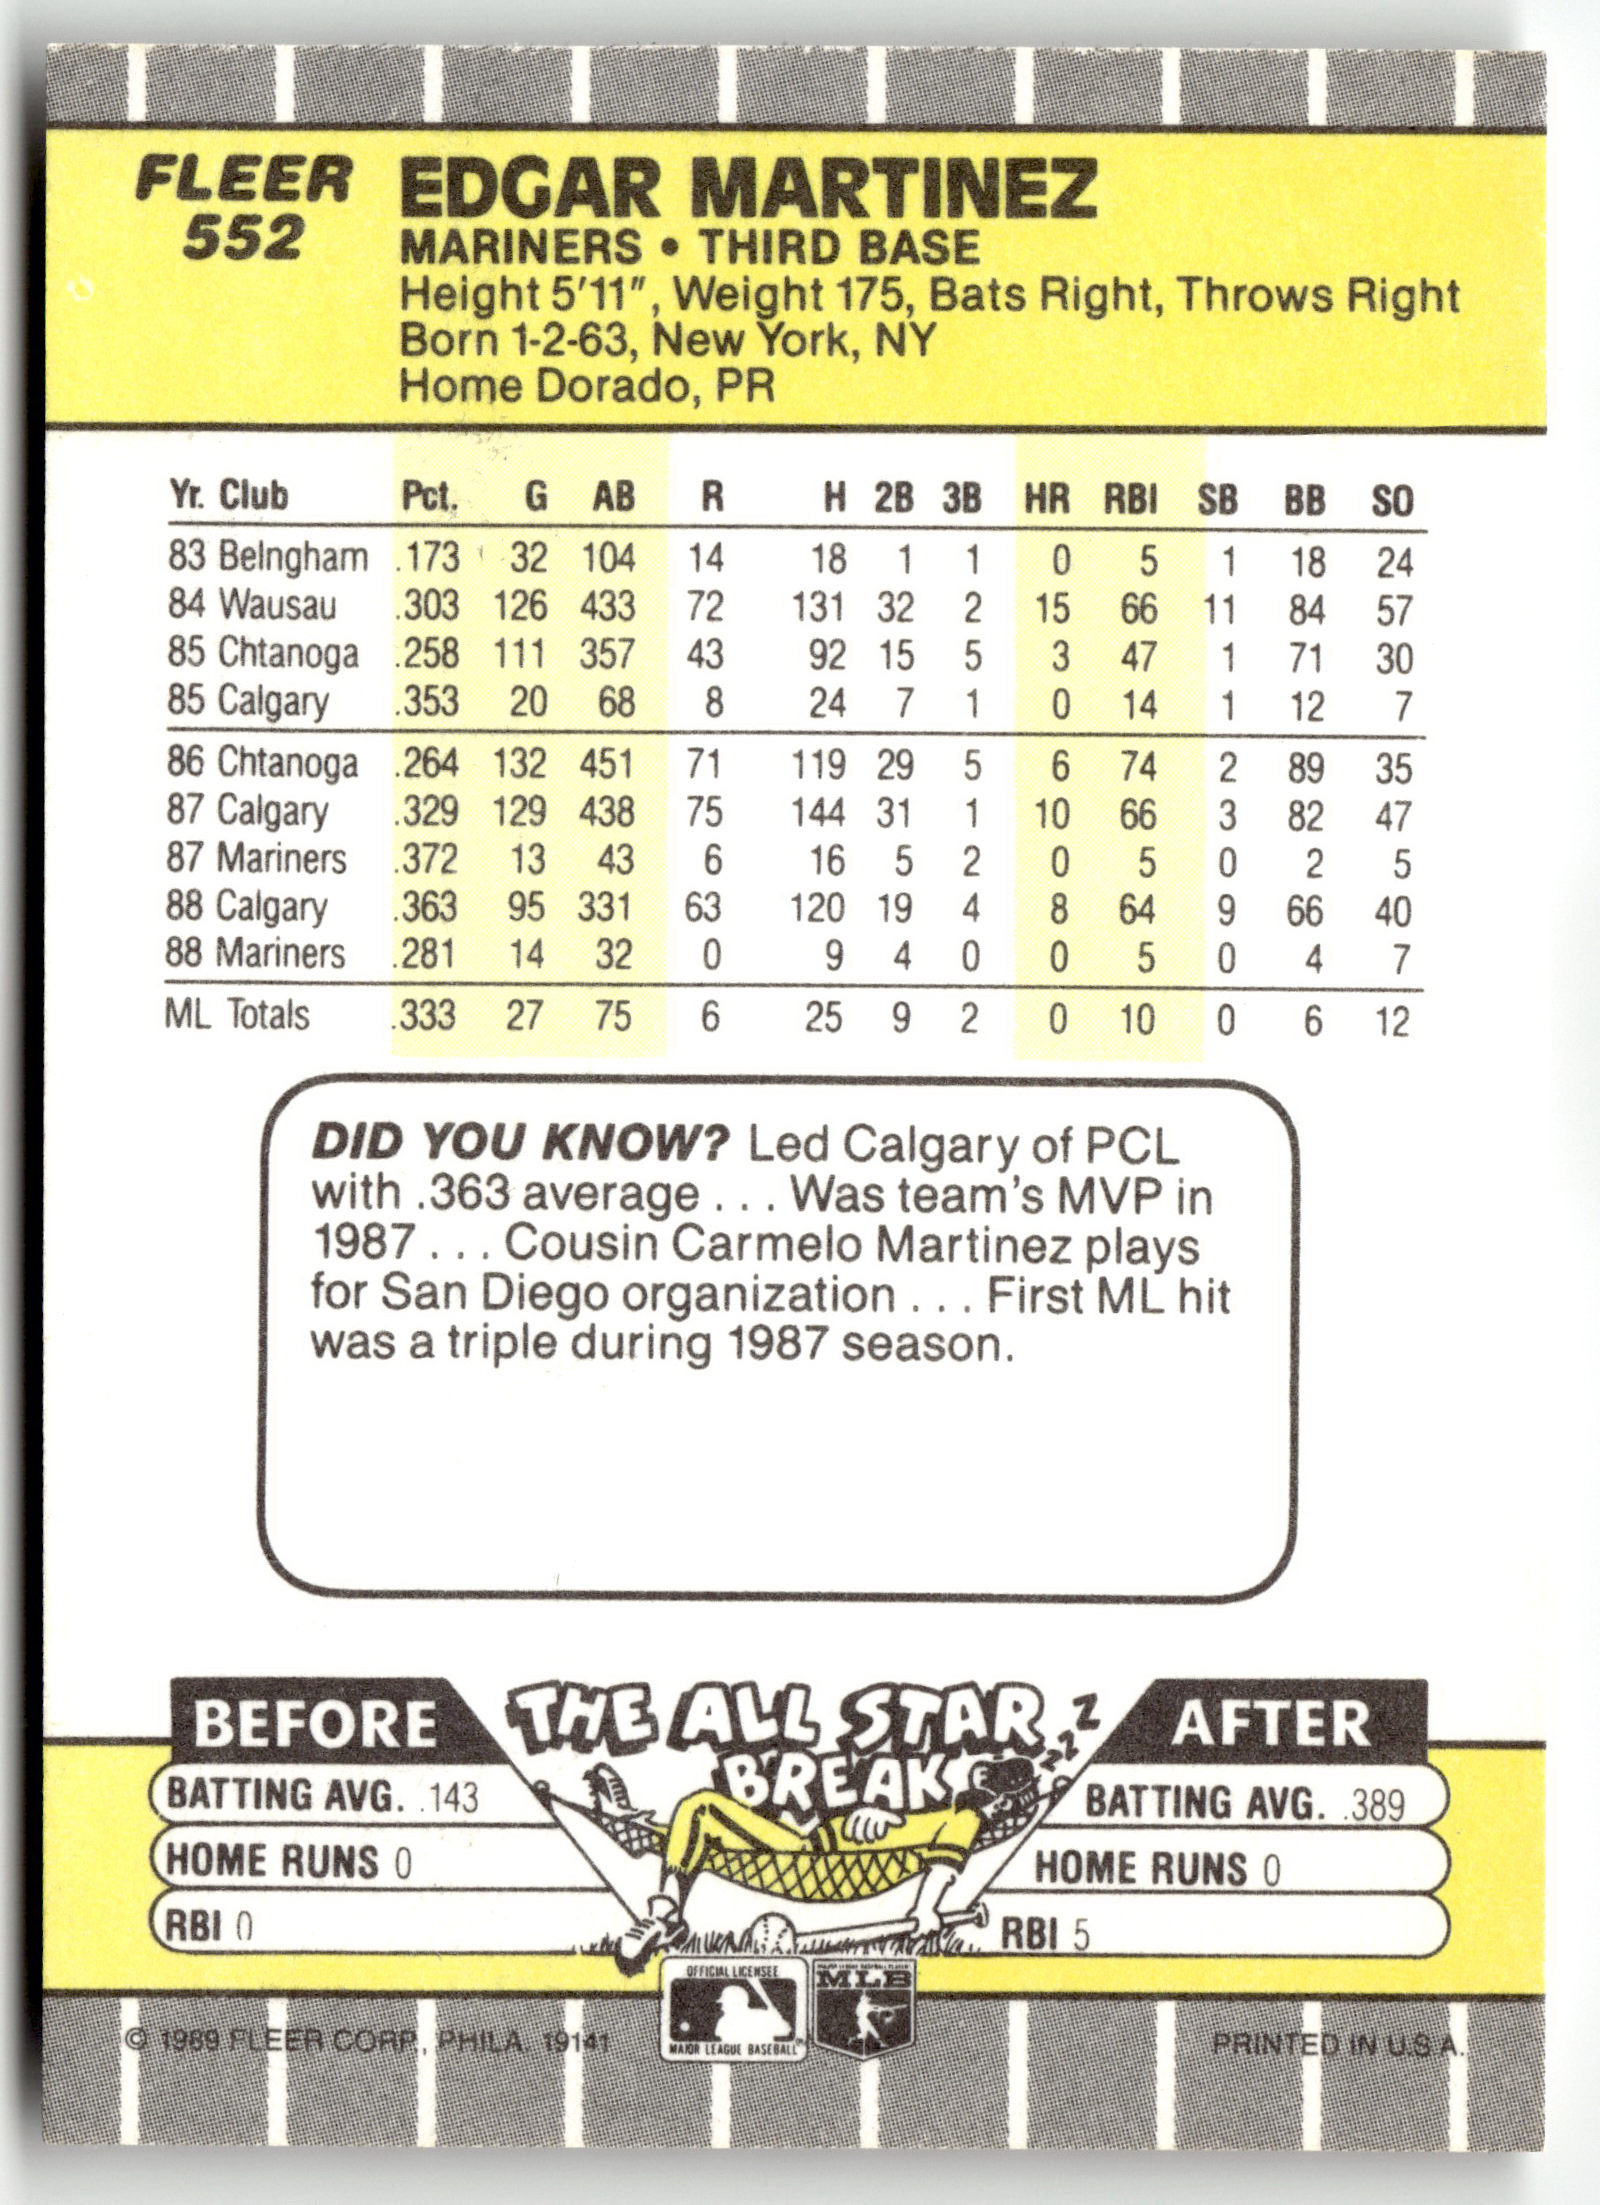 FLEER EDGAR MARTINEZ
552 MARINERS • THIRD BASE
Height 5'11", Weight 175, Bats Right, Throws Right
Born 1-2-63, New York, NY
Home Dorado, PR
Yr. Club Pct. G AB R H 2B 3B HR RBI SB BB SO
83 Belngham .173 32 104 14 18 1 1 0 5 1 18 24
84 Wausau .303 126 433 72 131 32 2 15 66 11 84 57
85 Chtanoga .258 111 357 43 92 15 5 3 47 1 71 30
85 Calgary .353 20 68 8 24 7 1 0 14 1 12 7
86 Chtanoga .264 132 451 71 119 29 5 6 74 2 89 35
87 Calgary .329 129 438 75 144 31 1 10 66 3 82 47
87 Mariners .372 13 43 6 16 5 2 0 5 0 2 5
88 Calgary .363 95 331 63 120 19 4 8 64 9 66 40
88 Mariners .281 14 32 0 9 4 0 0 5 0 4 7
ML Totals .333 27 75 6 25 9 2 0 10 0 6 12
DID YOU KNOW? Led Calgary of PCL
with .363 average . . . Was team's MVP in
1987 . . . Cousin Carmelo Martinez plays
for San Diego organization . . . First ML hit
was a triple during 1987 season.
BEFORE THE ALL STAR BREAK AFTER
zzzz
BATTING AVG. .143 BATTING AVG. .389
HOME RUNS 0 HOME RUNS 0
RBI 0 RBI 5
OFFICIAL LICENSEE
MAJOR LEAGUE BASEBALL
MLB
© 1989 FLEER CORP., PHILA. 19141 PRINTED IN U.S.A.